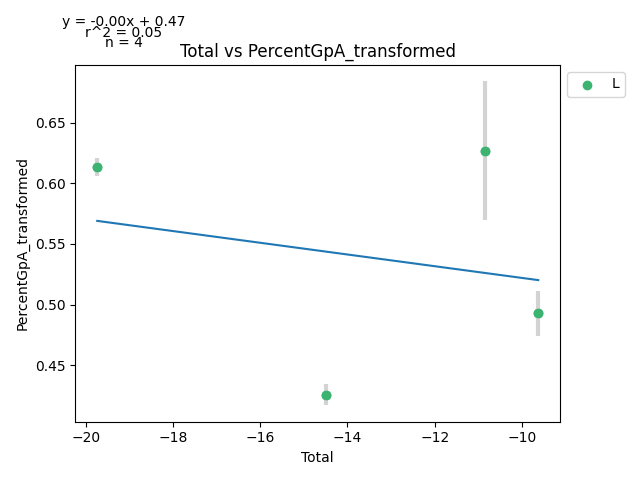 y = -0.00x + 0.47
r^2 = 0.05
n = 4
Total vs PercentGpA_transformed
L
PercentGpA_transformed
0.65
0.60
0.55
0.50
0.45
−20
−18
−16
−14
−12
−10
Total